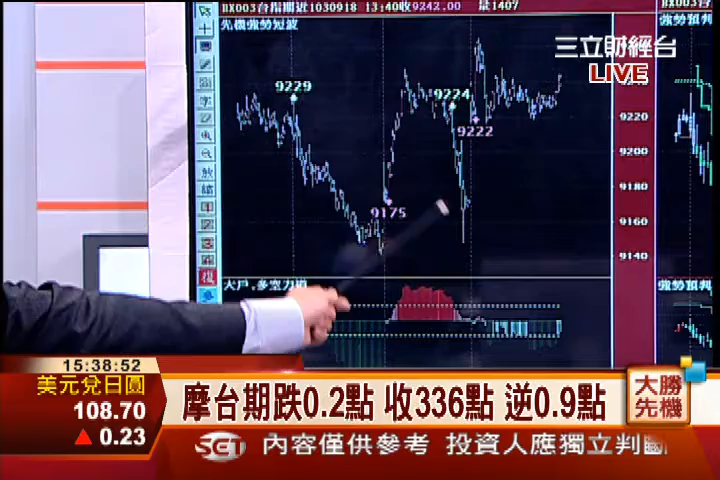 BX003台指期近1030918 13:40收9242.00 量1407
先機強勢短波
三立財經台
LIVE
9229
9224
9222
9175
9220
9200
9180
9160
9140
大戶.多空力道
強勢預判
15:38:52
美元兌日圓
108.70
▲0.23
摩台期跌0.2點 收336點 逆0.9點
大勝
先機
SET 內容僅供參考 投資人應獨立判斷